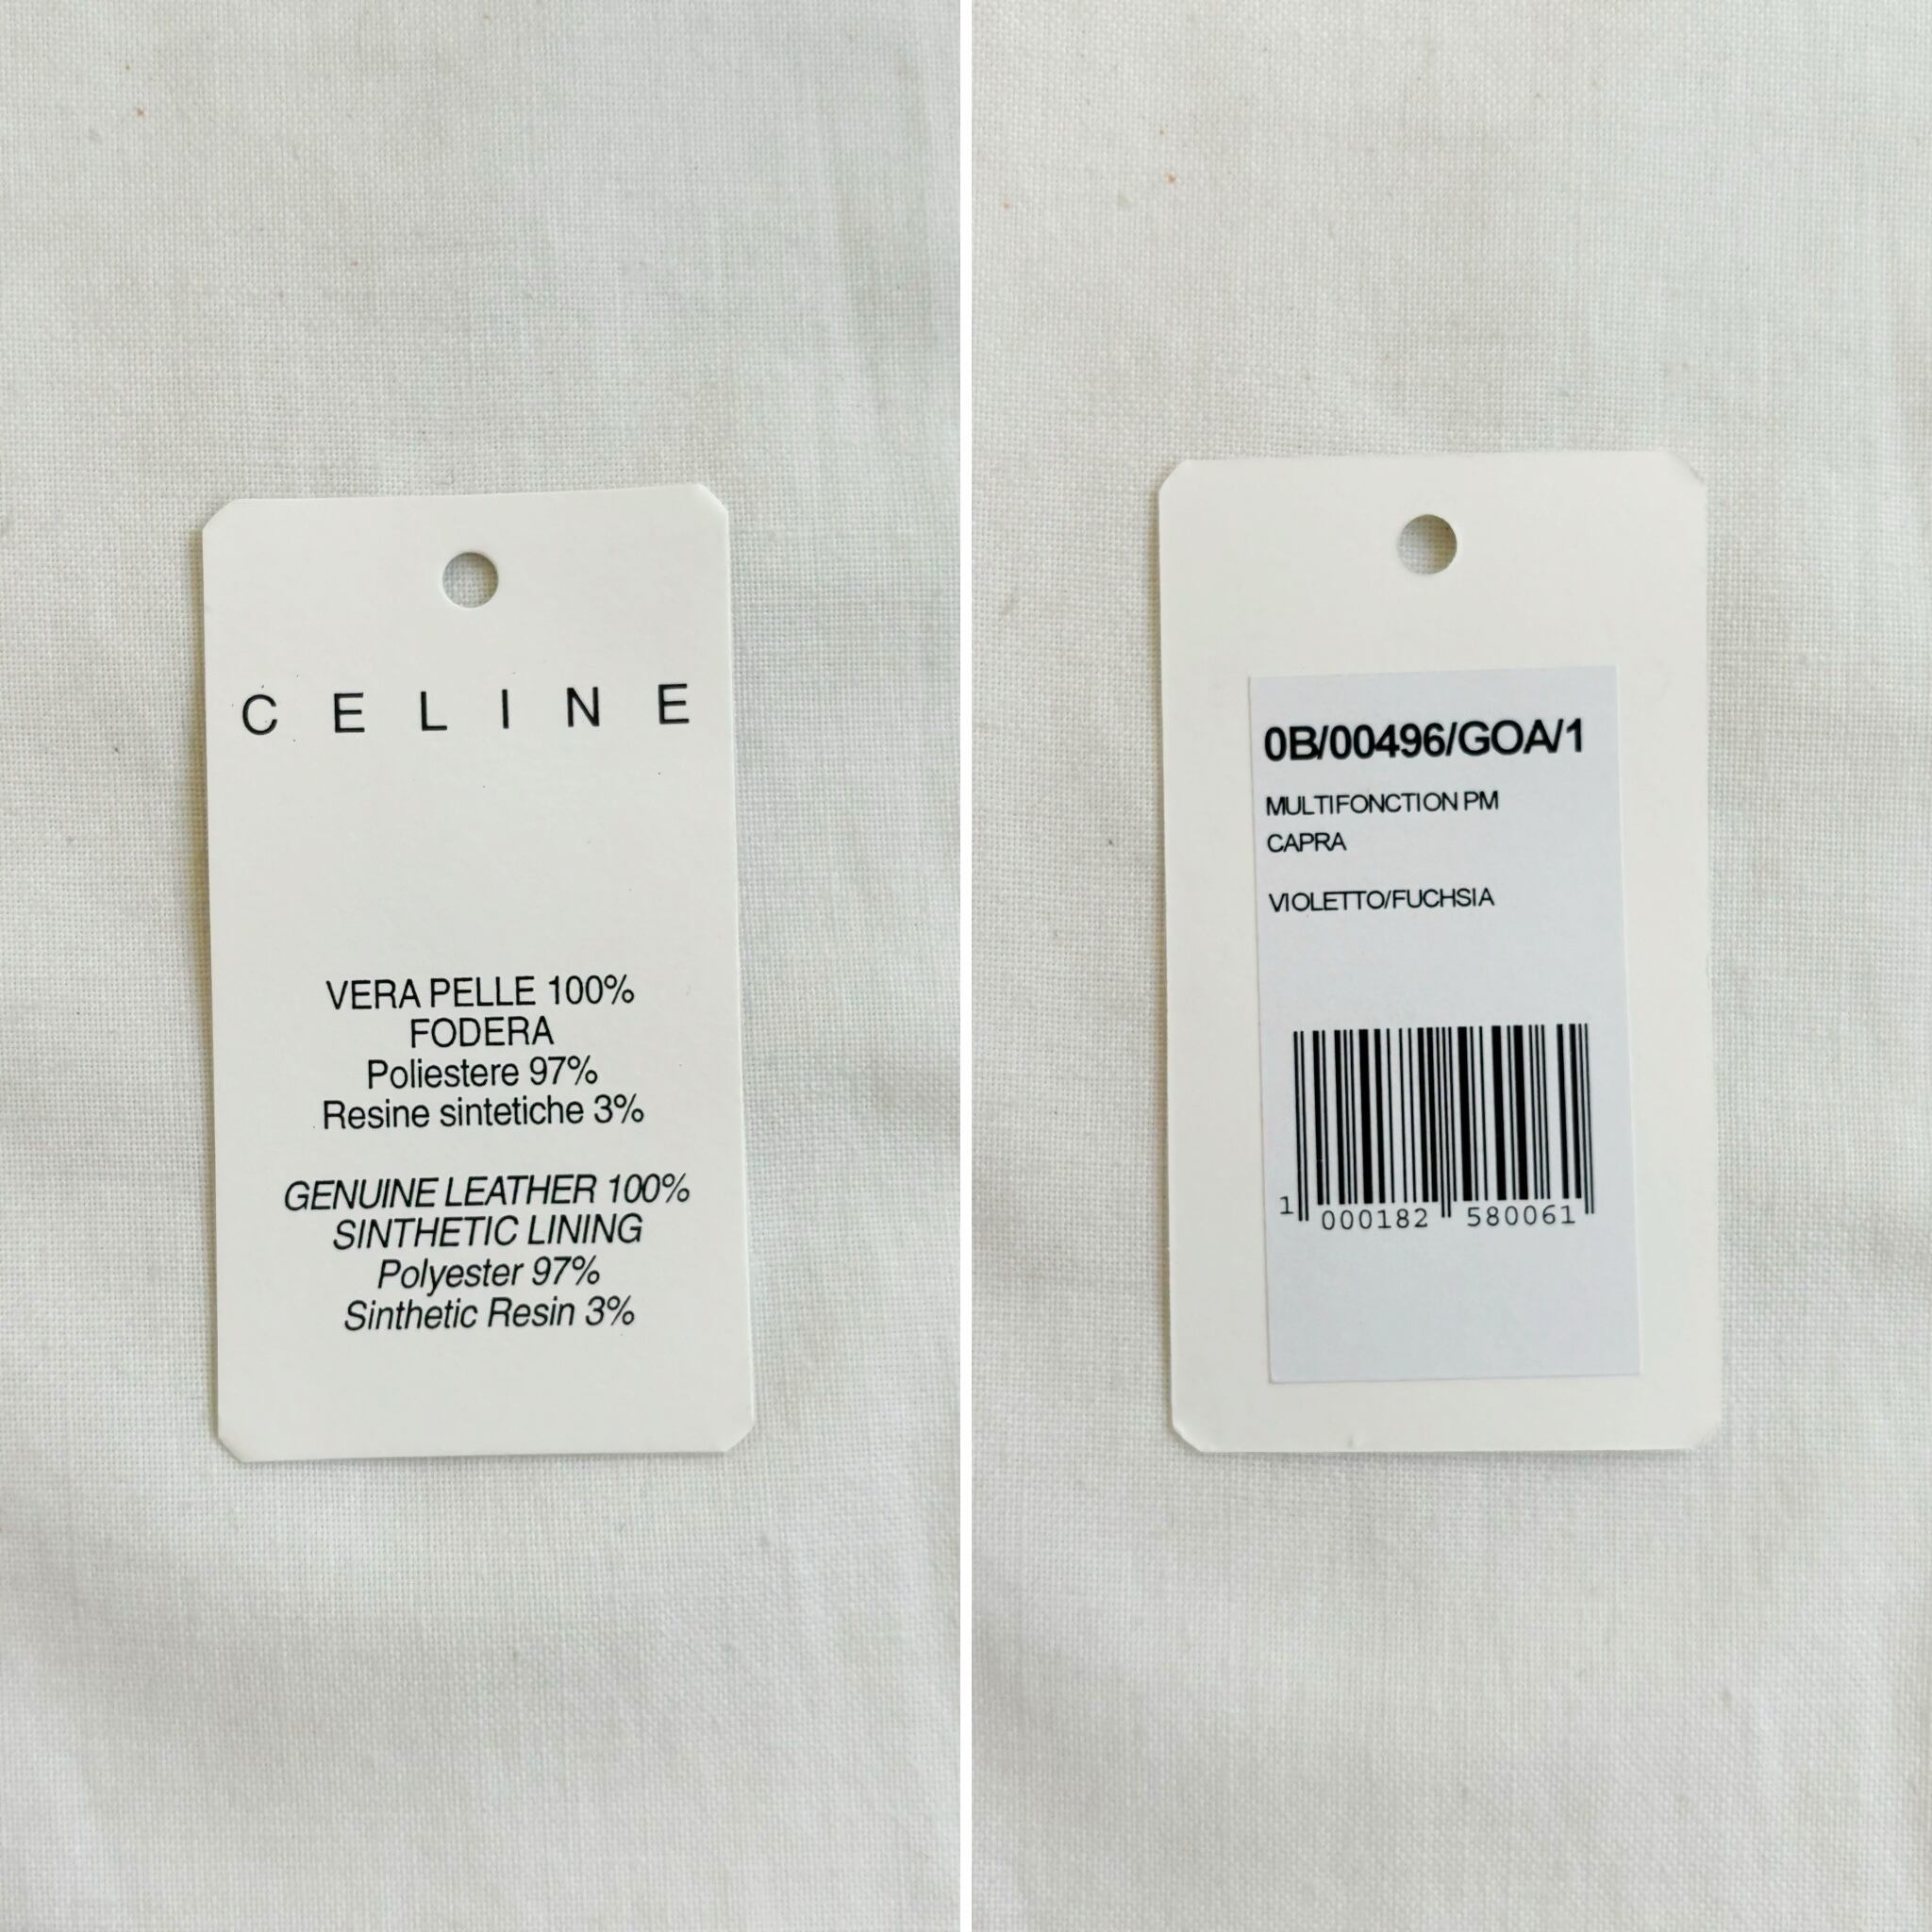 CELINE
VERA PELLE 100%
FODERA
Poliestere 97%
Resine sintetiche 3%
GENUINE LEATHER 100%
SINTHETIC LINING
Polyester 97%
Sinthetic Resin 3%
0B/00496/GOA/1
MULTIFONCTION PM
CAPRA
VIOLETTO/FUCHSIA
1 000182 580061